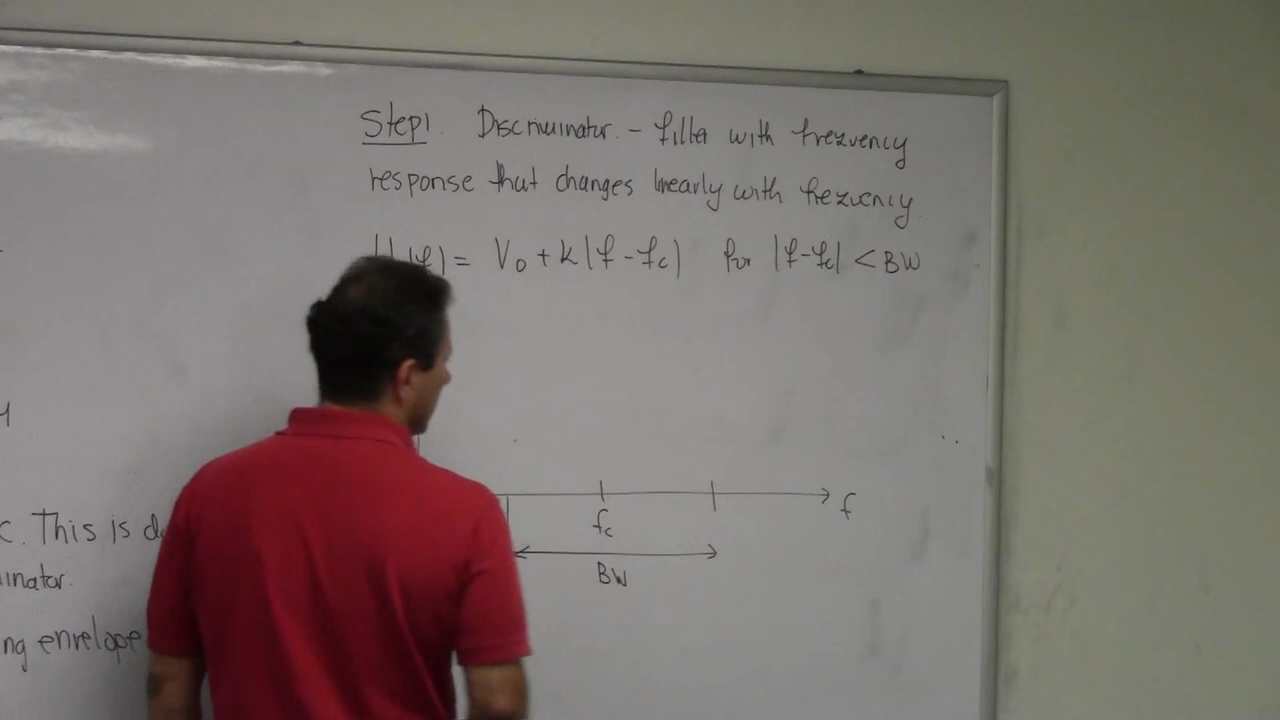 Step1. Discriminator. - filter with frequency
response that changes linearly with frequency
(f) = V₀ + k(f - fc) for |f-fc| < BW
f
fc
BW
c. This is
inator.
ng envelope